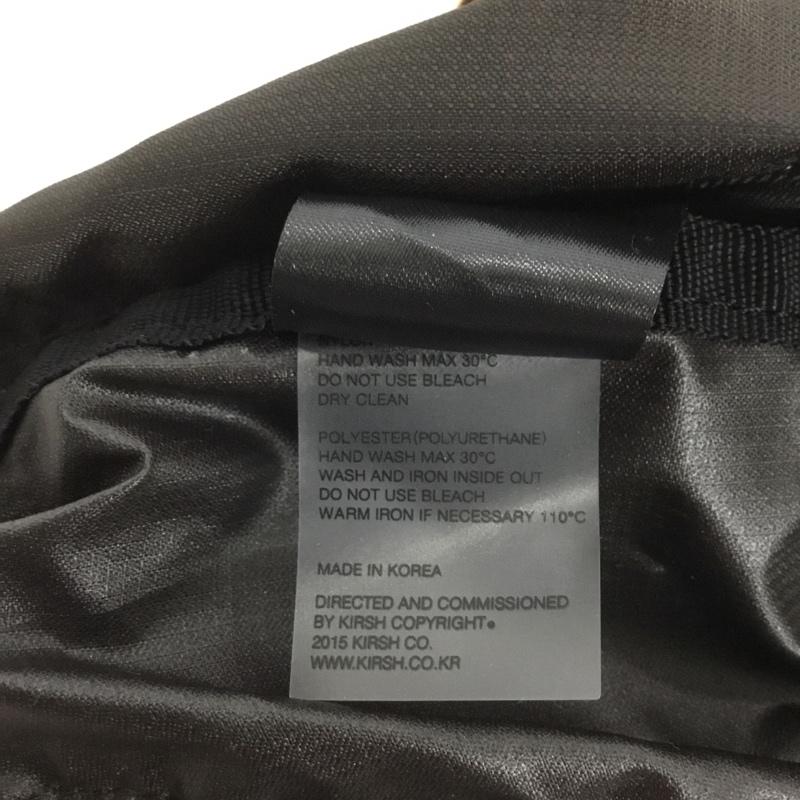 NYLON
HAND WASH MAX 30°C
DO NOT USE BLEACH
DRY CLEAN
POLYESTER(POLYURETHANE)
HAND WASH MAX 30°C
WASH AND IRON INSIDE OUT
DO NOT USE BLEACH
WARM IRON IF NECESSARY 110°C
MADE IN KOREA
DIRECTED AND COMMISSIONED
BY KIRSH COPYRIGHT●
2015 KIRSH CO.
WWW.KIRSH.CO.KR